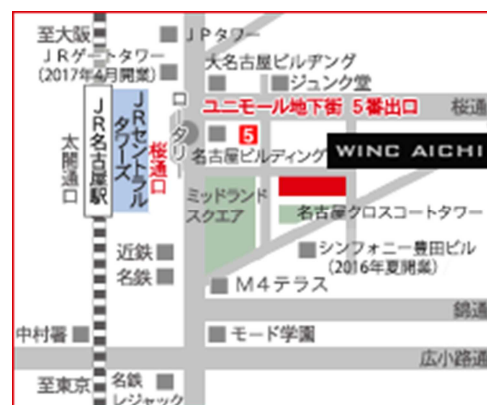 至大阪
JPタワー
JRゲートタワー
(2017年4月開業)
大名古屋ビルヂング
ジュンク堂
ユニモール地下街 5番出口
桜通
JR名古屋駅
JRセントラル
タワーズ
ロータリー
桜通口
太閤通口
5
名古屋ビルディング
WINC AICHI
ミッドランド
スクエア
名古屋クロスコートタワー
近鉄
名鉄
シンフォニー豊田ビル
(2016年夏開業)
M4テラス
錦通
中村署
モード学園
広小路通
至東京
名鉄
レジャック